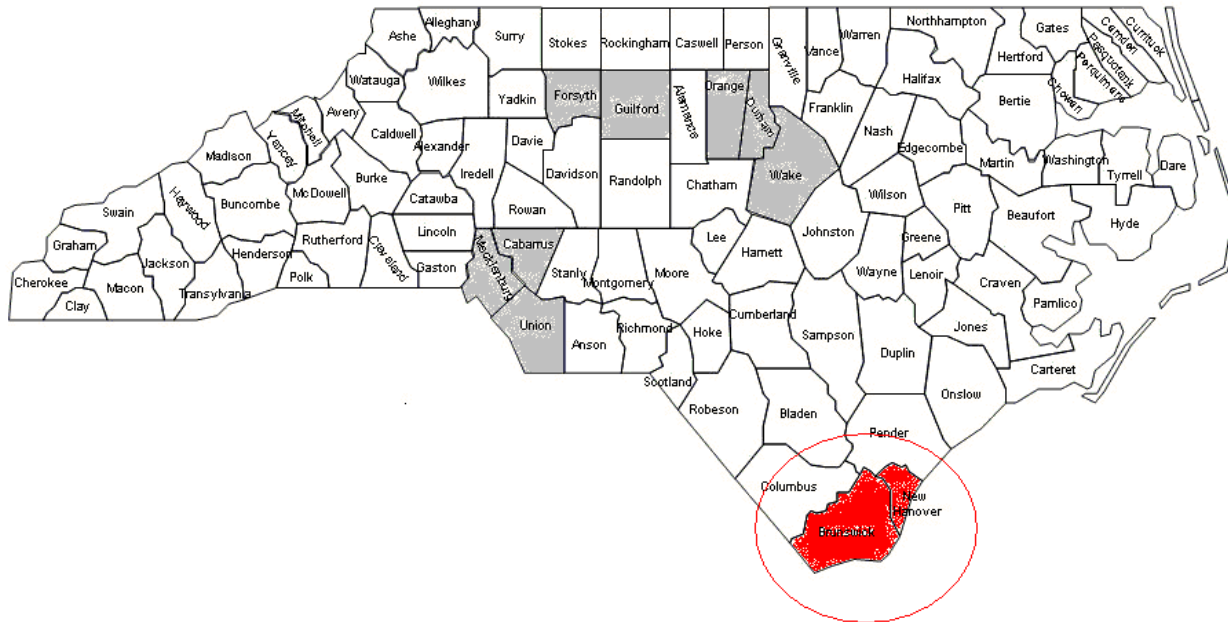 Alleghany
Ashe
Surry
Stokes
Rockingham
Caswell
Person
Granville
Vance
Warren
Northhampton
Gates
Camden
Currituck
Pasquotank
Perquimans
Chowan
Hertford
Halifax
Bertie
Watauga
Wilkes
Yadkin
Forsyth
Guilford
Alamance
Orange
Durham
Franklin
Nash
Edgecombe
Martin
Washington
Tyrrell
Dare
Avery
Mitchell
Yancey
Madison
Caldwell
Alexander
Davie
Iredell
Davidson
Randolph
Chatham
Wake
Wilson
Pitt
Beaufort
Hyde
Burke
McDowell
Buncombe
Haywood
Swain
Catawba
Rowan
Lincoln
Rutherford
Cleveland
Gaston
Mecklenburg
Cabarrus
Stanly
Montgomery
Moore
Lee
Harnett
Johnston
Greene
Wayne
Lenoir
Craven
Pamlico
Graham
Cherokee
Clay
Macon
Jackson
Transylvania
Henderson
Polk
Union
Anson
Richmond
Hoke
Cumberland
Sampson
Duplin
Jones
Carteret
Onslow
Scotland
Robeson
Bladen
Pender
Columbus
Brunswick
New
Hanover